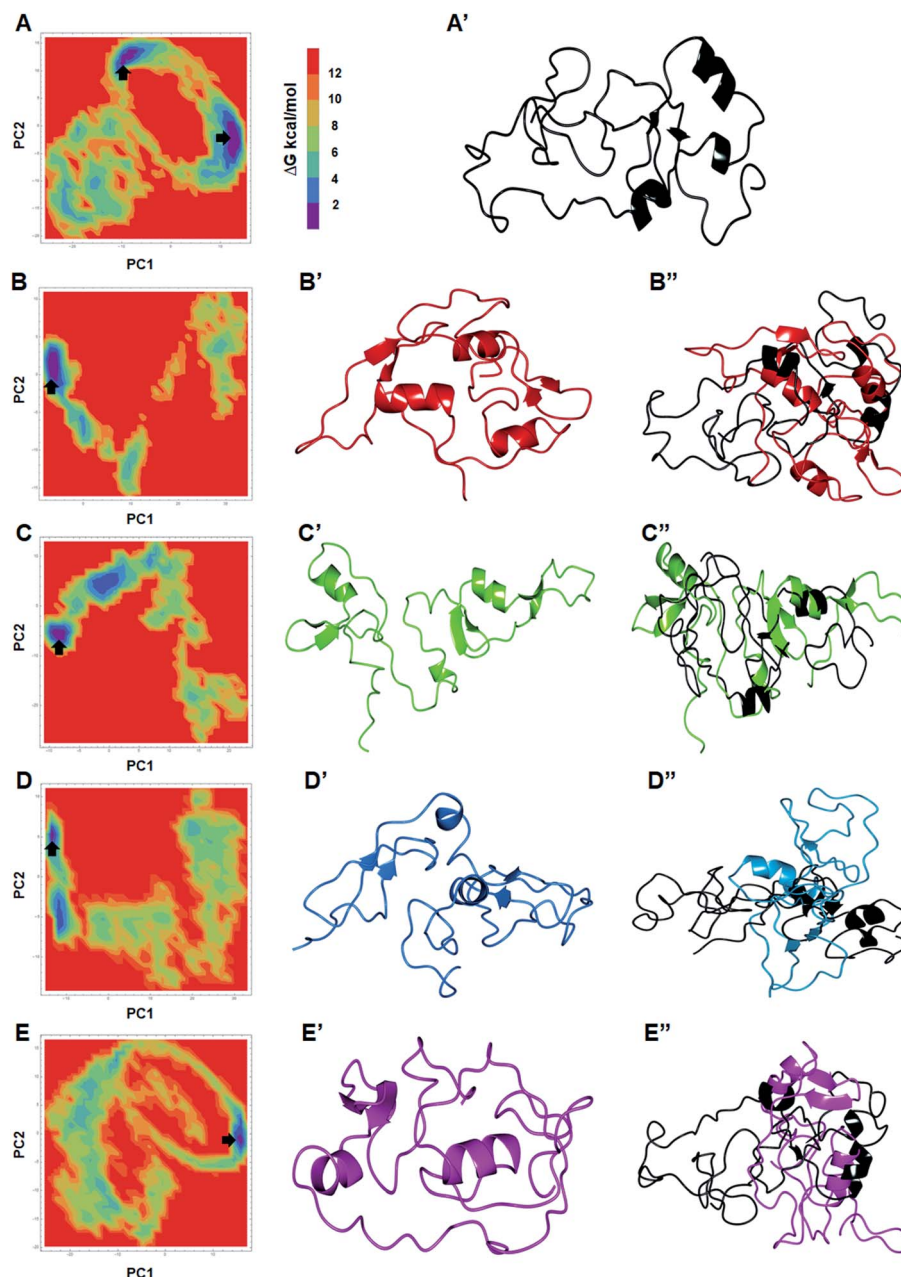 A
A’
PC2
PC1
ΔG kcal/mol
12
10
8
6
4
2
B
B’
B’’
PC2
PC1
C
C’
C’’
PC2
PC1
D
D’
D’’
PC2
PC1
E
E’
E’’
PC2
PC1